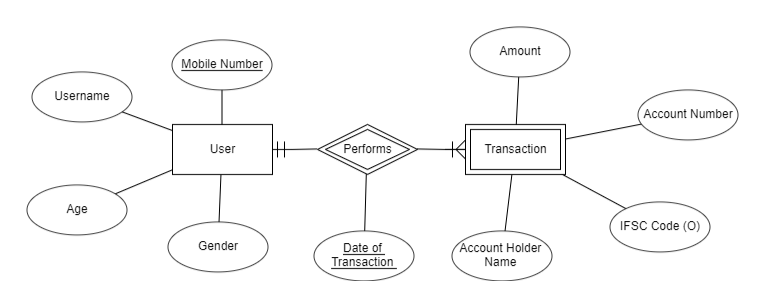 Amount
Mobile Number
Username
Account Number
User
Performs
Transaction
Age
IFSC Code (O)
Gender
Date of
Transaction
Account Holder
Name